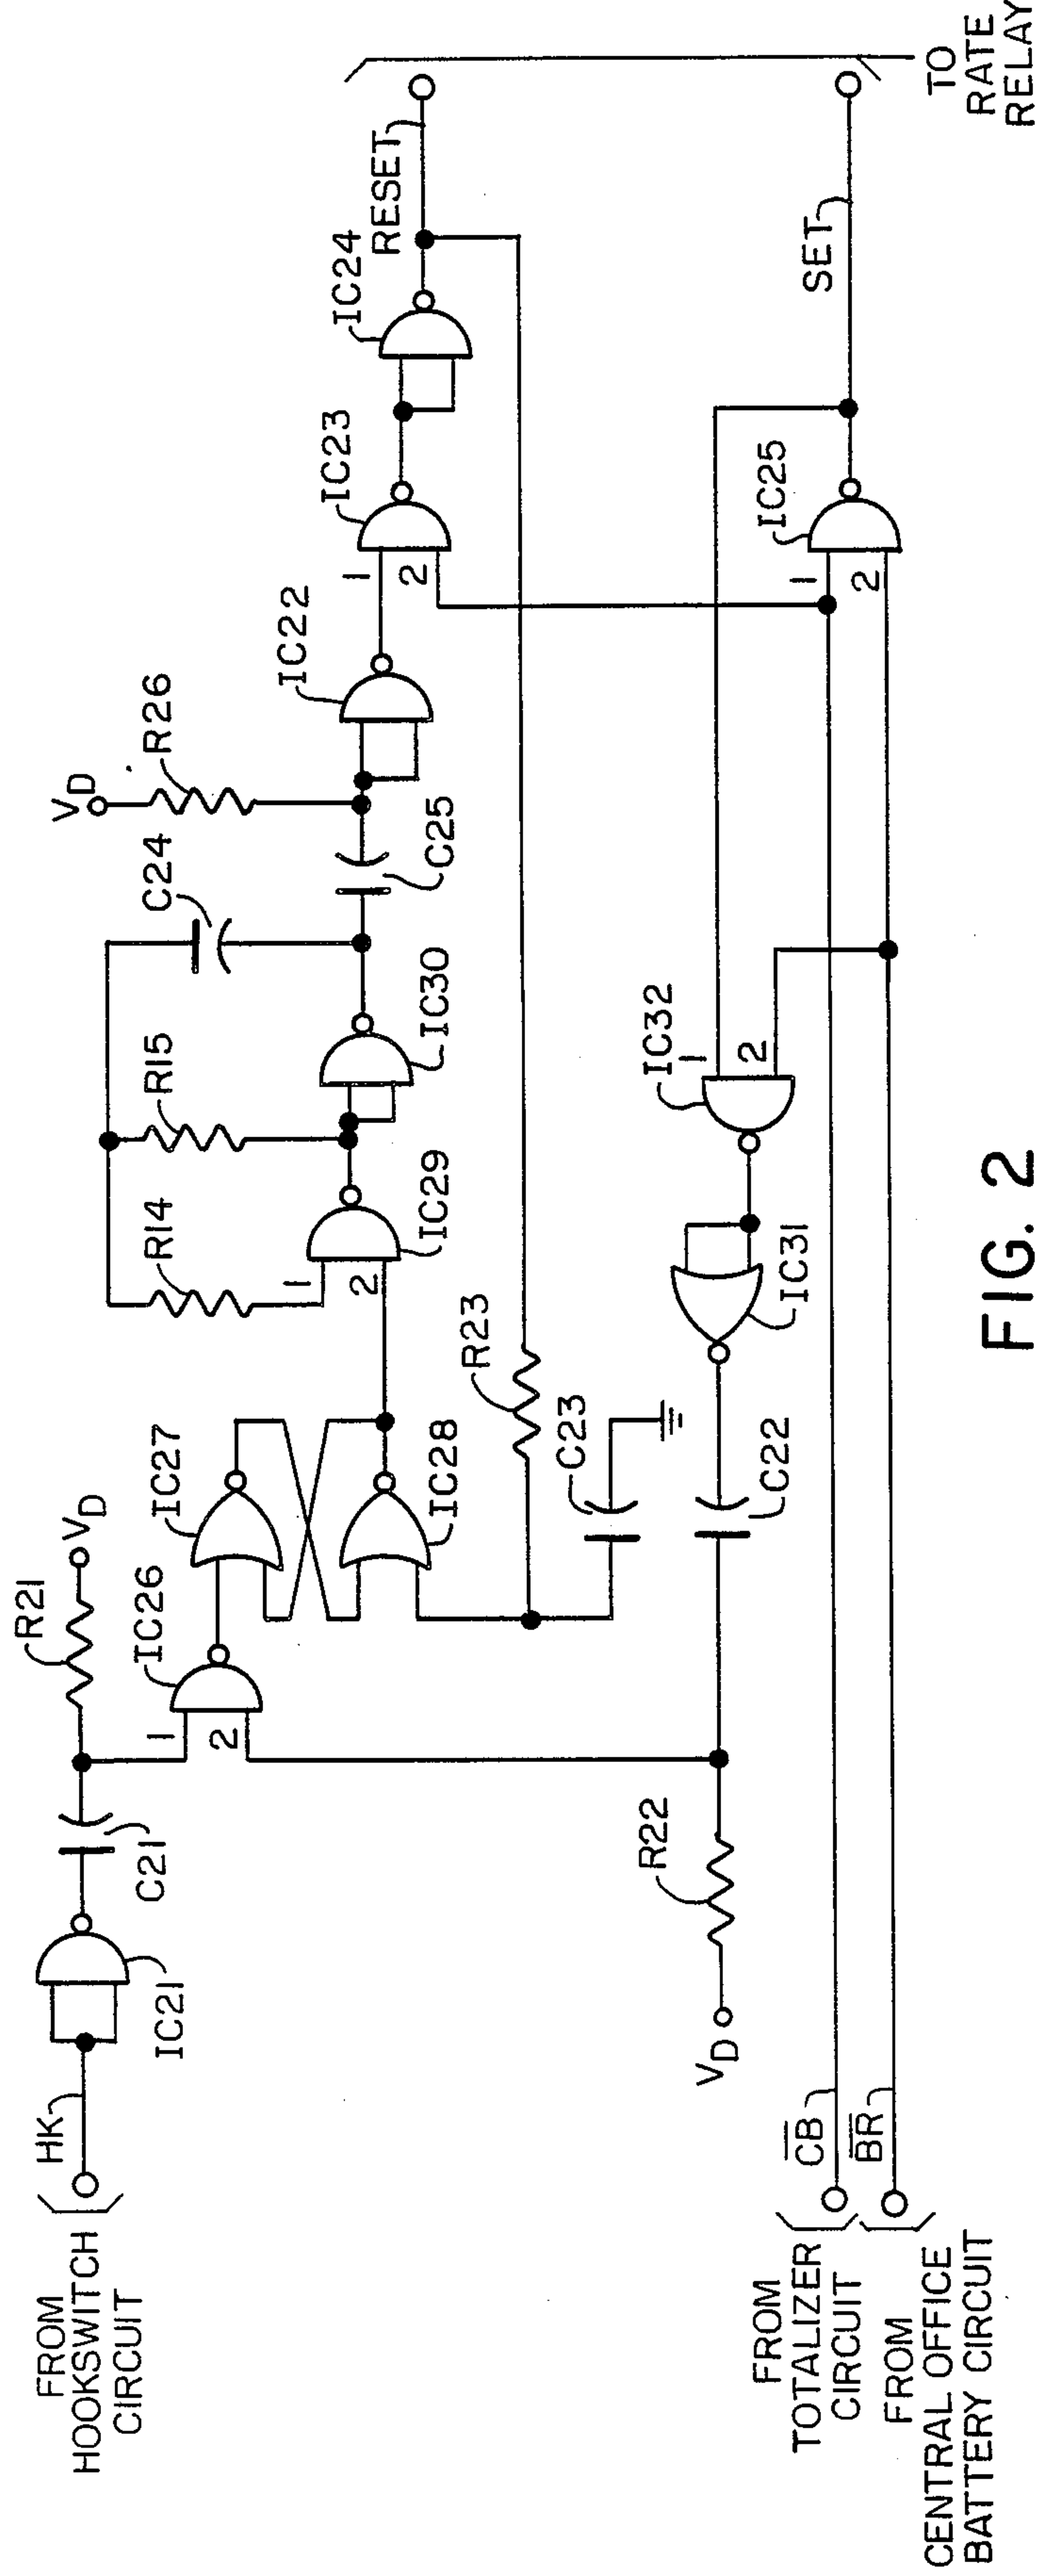 FROM
HOOKSWITCH
CIRCUIT
HK
IC21
C21
R21
VD
IC26
1
2
IC27
IC28
R14
R15
C24
1
2
IC29
IC30
C25
VD
R26
IC22
1
2
IC23
IC24
RESET
R23
C23
C22
IC31
IC32
1
2
R22
VD
FROM
TOTALIZER
CIRCUIT
C̅B̅
FROM
CENTRAL OFFICE
BATTERY CIRCUIT
B̅R̅
1
2
IC25
SET
TO
RATE
RELAY
FIG. 2